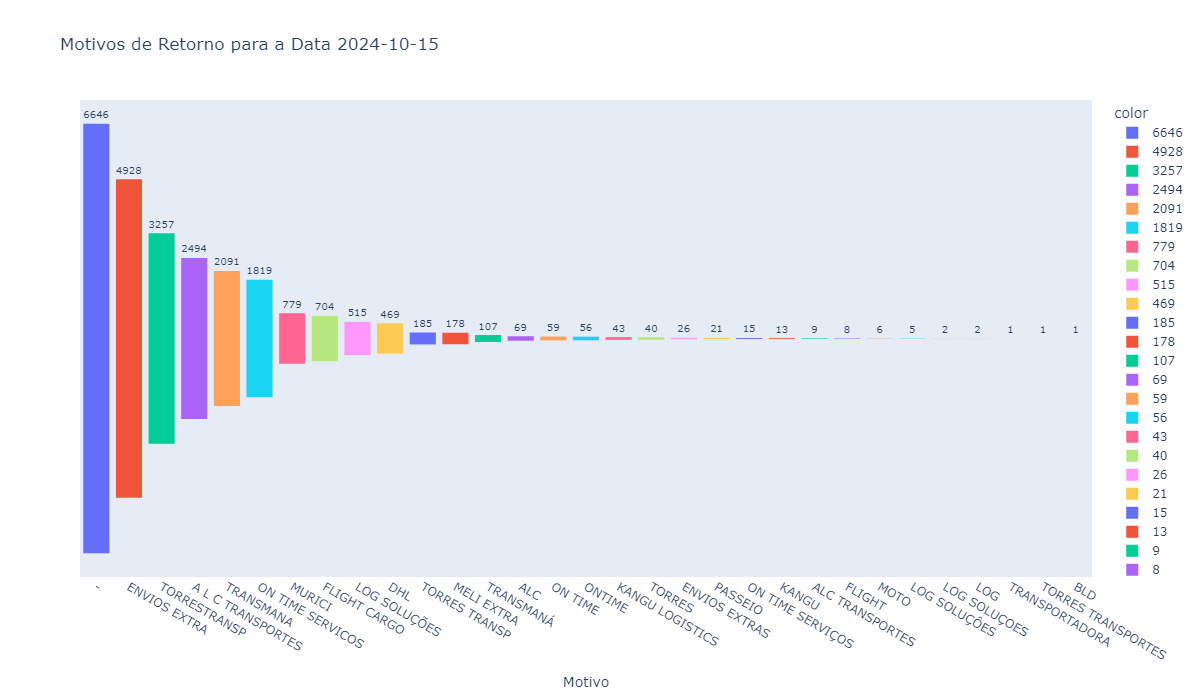 Motivos de Retorno para a Data 2024-10-15
color
6646
4928
3257
2494
2091
1819
779
704
515
469
185
178
107
69
59
56
43
40
26
21
15
13
9
8
6
5
2
2
1
1
1
6646
4928
3257
2494
2091
1819
779
704
515
469
185
178
107
69
59
56
43
40
26
21
15
13
9
8
-
ENVIOS EXTRA
TORRESTRANSP
A L C TRANSPORTES
TRANSMANA
ON TIME SERVICOS
MURICI
FLIGHT CARGO
LOG SOLUÇÕES
DHL
TORRES TRANSP
MELI EXTRA
TRANSMANÁ
ALC
ON TIME
ONTIME
KANGU LOGISTICS
TORRES
ENVIOS EXTRAS
PASSEIO
ON TIME SERVIÇOS
KANGU
ALC TRANSPORTES
FLIGHT
MOTO
LOG SOLUÇÕES
LOG SOLUÇOES
LOG
TRANSPORTADORA
TORRES TRANSPORTES
BLD
Motivo